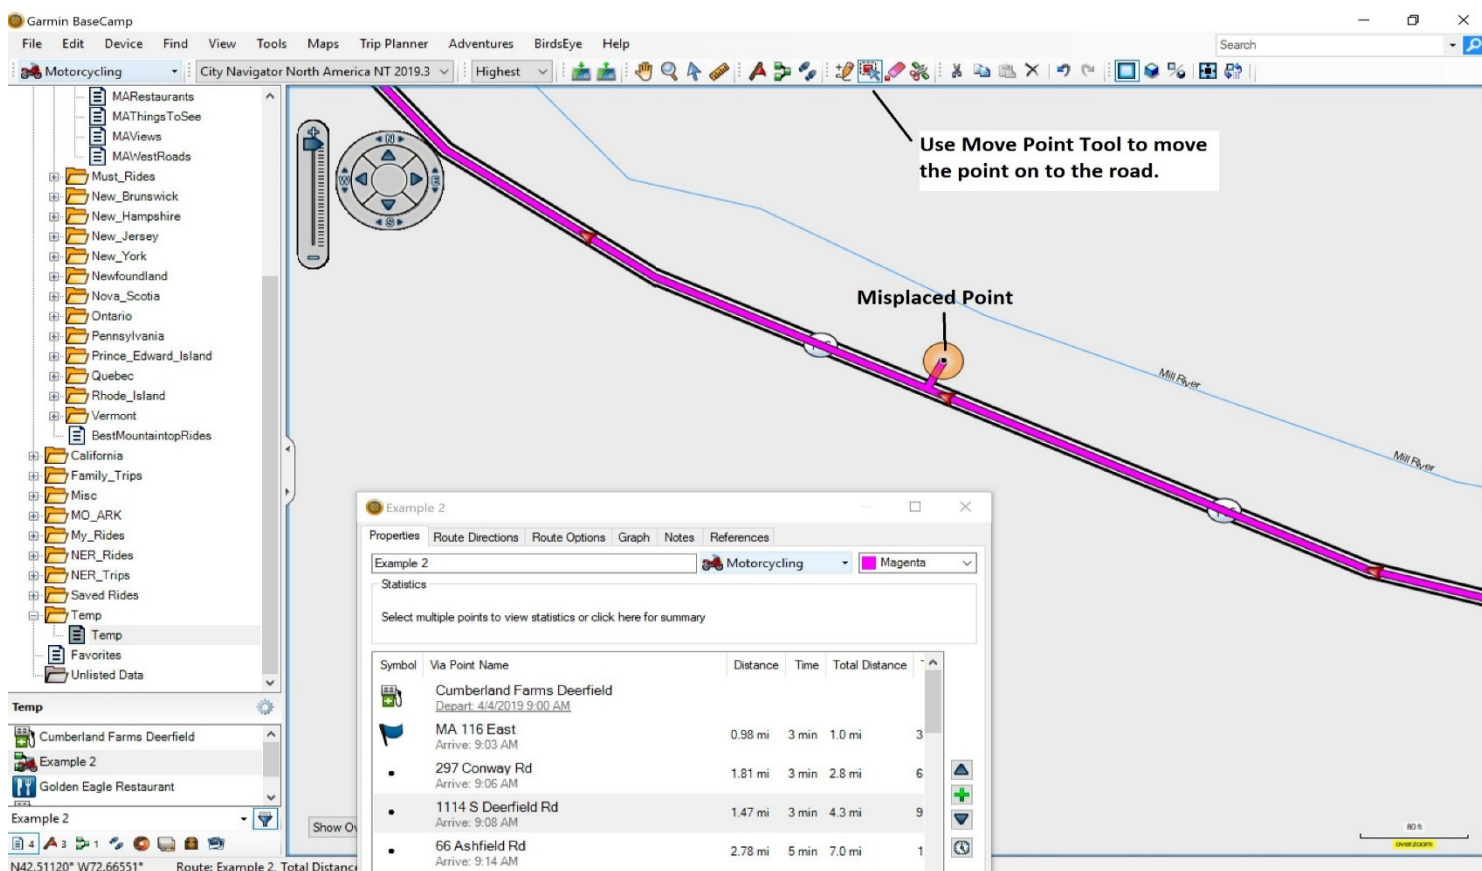 Garmin BaseCamp
File Edit Device Find View Tools Maps Trip Planner Adventures BirdsEye Help
Search
Motorcycling
City Navigator North America NT 2019.3
Highest
MARestaurants
MAThingsToSee
MAViews
MAWestRoads
Must_Rides
New_Brunswick
New_Hampshire
New_Jersey
New_York
Newfoundland
Nova_Scotia
Ontario
Pennsylvania
Prince_Edward_Island
Quebec
Rhode_Island
Vermont
BestMountaintopRides
California
Family_Trips
Misc
MO_ARK
My_Rides
NER_Rides
NER_Trips
Saved Rides
Temp
Temp
Favorites
Unlisted Data
Temp
Cumberland Farms Deerfield
Example 2
Golden Eagle Restaurant
Example 2
4 3 1
N42.51120° W72.66551° Route: Example 2, Total Distance
N
W
E
S
Use Move Point Tool to move
the point on to the road.
Misplaced Point
Mill River
Mill River
Show Ov
80 ft
overzoom
Example 2
Properties Route Directions Route Options Graph Notes References
Example 2
Motorcycling
Magenta
Statistics
Select multiple points to view statistics or click here for summary
Symbol Via Point Name Distance Time Total Distance
Cumberland Farms Deerfield
Depart: 4/4/2019 9:00 AM
MA 116 East 0.98 mi 3 min 1.0 mi 3
Arrive: 9:03 AM
297 Conway Rd 1.81 mi 3 min 2.8 mi 6
Arrive: 9:06 AM
1114 S Deerfield Rd 1.47 mi 3 min 4.3 mi 9
Arrive: 9:08 AM
66 Ashfield Rd 2.78 mi 5 min 7.0 mi 1
Arrive: 9:14 AM